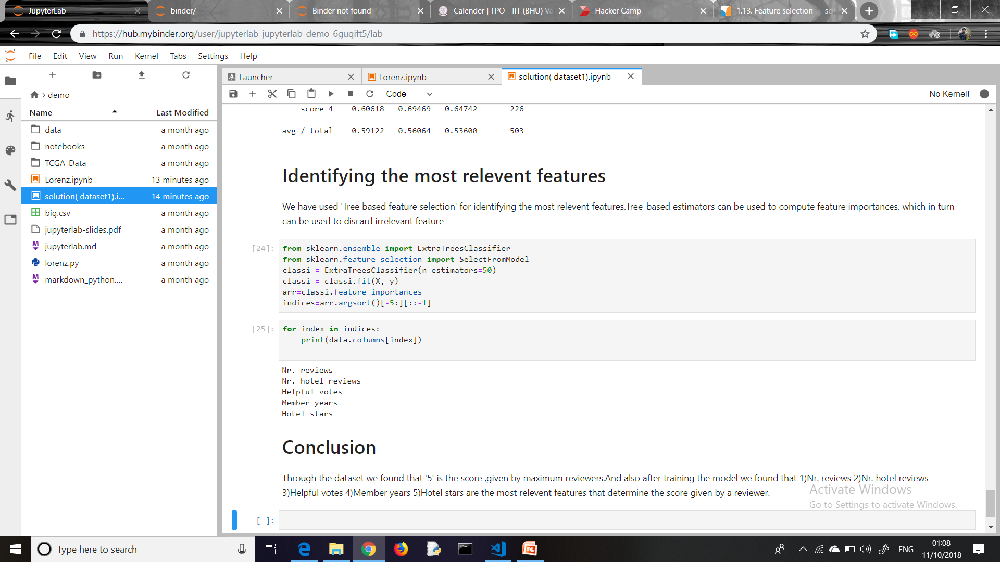 JupyterLab
binder/
Binder not found
Calender | TPO - IIT (BHU) Va
Hacker Camp
1.13. Feature selection — sci
https://hub.mybinder.org/user/jupyterlab-jupyterlab-demo-6guqift5/lab
File Edit View Run Kernel Tabs Settings Help
Launcher
Lorenz.ipynb
solution( dataset1).ipynb
Code
No Kernel!
> demo
Name Last Modified
data a month ago
notebooks a month ago
TCGA_Data a month ago
Lorenz.ipynb 13 minutes ago
solution( dataset1).i... 14 minutes ago
big.csv a month ago
jupyterlab-slides.pdf a month ago
jupyterlab.md a month ago
lorenz.py a month ago
markdown_python.... a month ago
score 4 0.60618 0.69469 0.64742 226
avg / total 0.59122 0.56064 0.53600 503
Identifying the most relevent features
We have used 'Tree based feature selection' for identifying the most relevent features.Tree-based estimators can be used to compute feature importances, which in turn
can be used to discard irrelevant feature
[24]: from sklearn.ensemble import ExtraTreesClassifier
from sklearn.feature_selection import SelectFromModel
classi = ExtraTreesClassifier(n_estimators=50)
classi = classi.fit(X, y)
arr=classi.feature_importances_
indices=arr.argsort()[-5:][::-1]
[25]: for index in indices:
print(data.columns[index])
Nr. reviews
Nr. hotel reviews
Helpful votes
Member years
Hotel stars
Conclusion
Through the dataset we found that '5' is the score ,given by maximum reviewers.And also after training the model we found that 1)Nr. reviews 2)Nr. hotel reviews
3)Helpful votes 4)Member years 5)Hotel stars are the most relevent features that determine the score given by a reviewer.
Activate Windows
Go to Settings to activate Windows.
[ ]:
Type here to search
ENG
01:08
11/10/2018